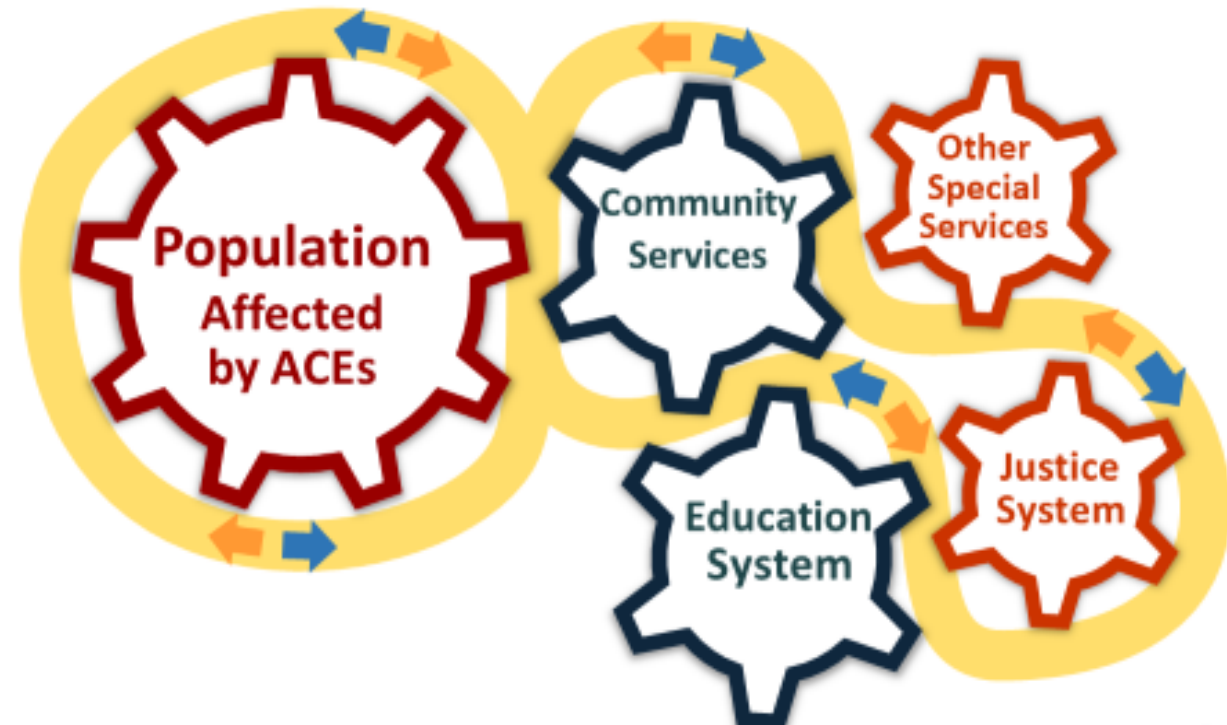 Population
Affected
by ACEs
Community
Services
Other
Special
Services
Education
System
Justice
System